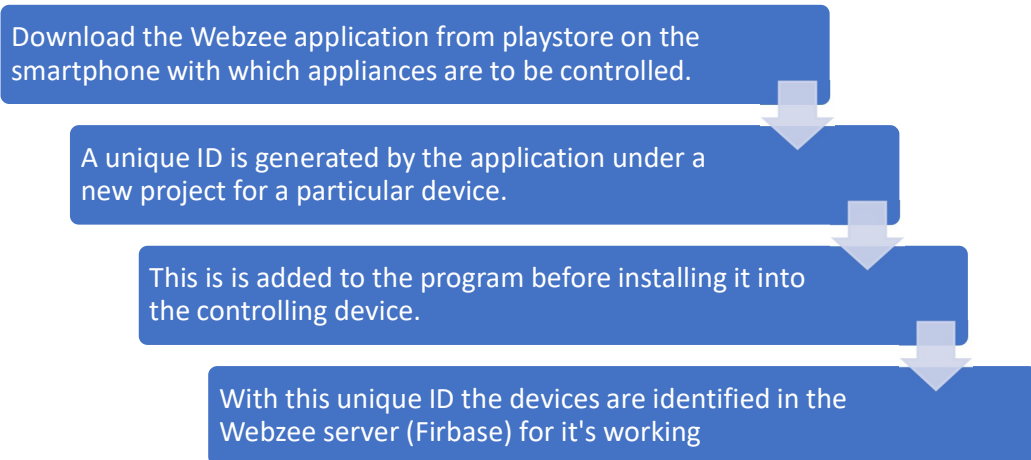 Download the Webzee application from playstore on the
smartphone with which appliances are to be controlled.
A unique ID is generated by the application under a
new project for a particular device.
This is is added to the program before installing it into
the controlling device.
With this unique ID the devices are identified in the
Webzee server (Firbase) for it's working